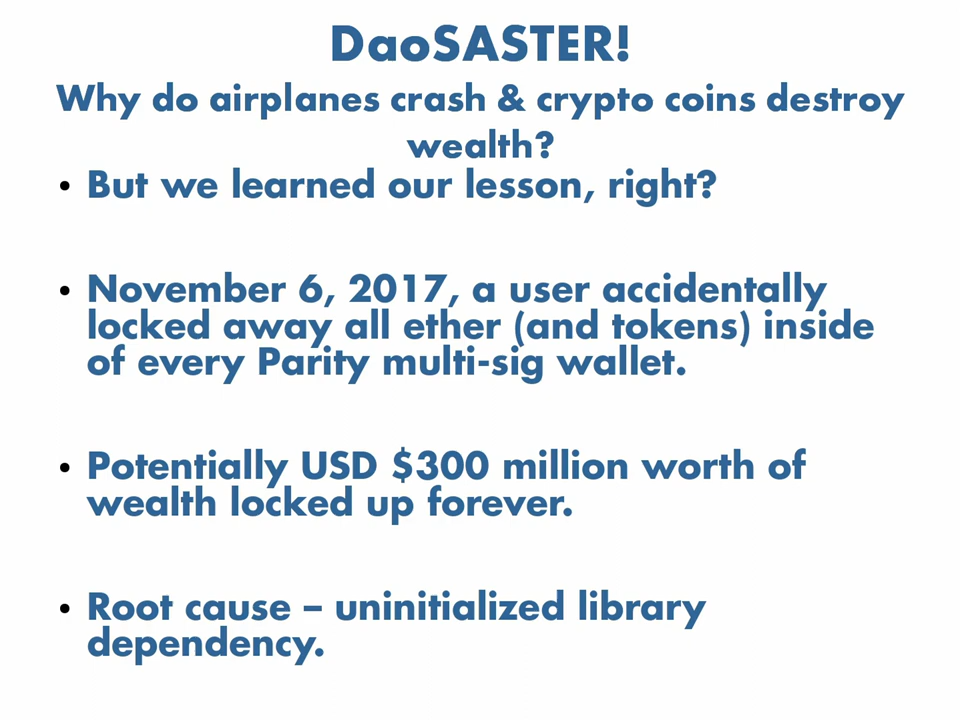 DaoSASTER!
Why do airplanes crash & crypto coins destroy
wealth?
• But we learned our lesson, right?
• November 6, 2017, a user accidentally
locked away all ether (and tokens) inside
of every Parity multi-sig wallet.
• Potentially USD $300 million worth of
wealth locked up forever.
• Root cause – uninitialized library
dependency.